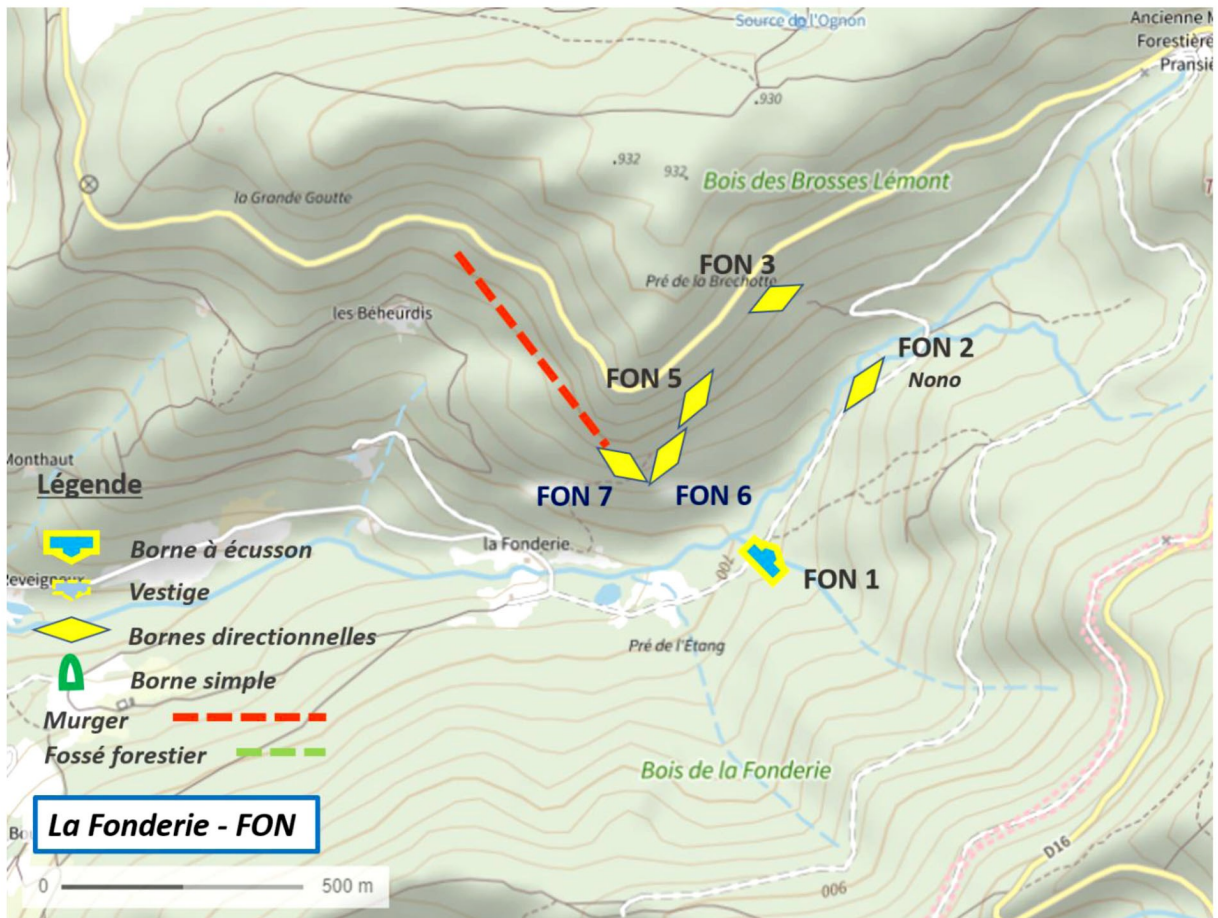 Source de l'Ognon
Ancienne M
Forestière
Pransiè
.930
.932
932.
Bois des Brosses Lémont
la Grande Goutte
FON 3
Pré de la Brechotte
les Béheurdis
FON 2
Nono
FON 5
Monthaut
Légende
FON 7
FON 6
la Fonderie
Borne à écusson
700
FON 1
Vestige
Bornes directionnelles
Pré de l'Étang
Borne simple
Murger
Fossé forestier
Bois de la Fonderie
La Fonderie - FON
D16
0 500 m
900